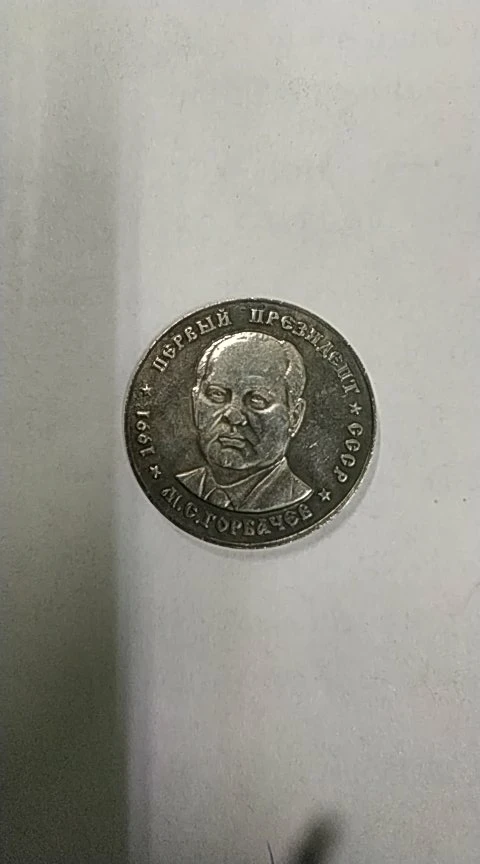 1991 ★ ПЕРВЫЙ ПРЕЗИДЕНТ ★ СССР ★
М.С.ГОРБАЧЕВ ★